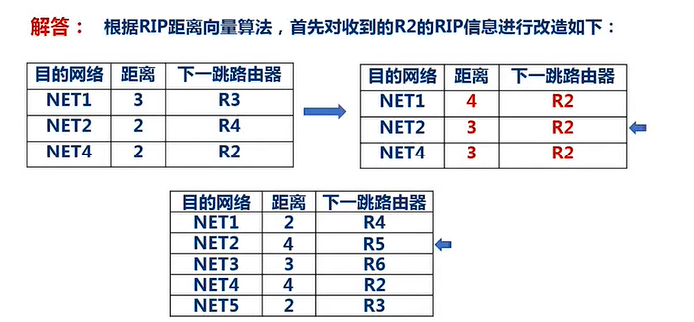 解答： 根据RIP距离向量算法，首先对收到的R2的RIP信息进行改造如下：
目的网络 距离 下一跳路由器
NET1 3 R3
NET2 2 R4
NET4 2 R2
目的网络 距离 下一跳路由器
NET1 4 R2
NET2 3 R2
NET4 3 R2
目的网络 距离 下一跳路由器
NET1 2 R4
NET2 4 R5
NET3 3 R6
NET4 4 R2
NET5 2 R3